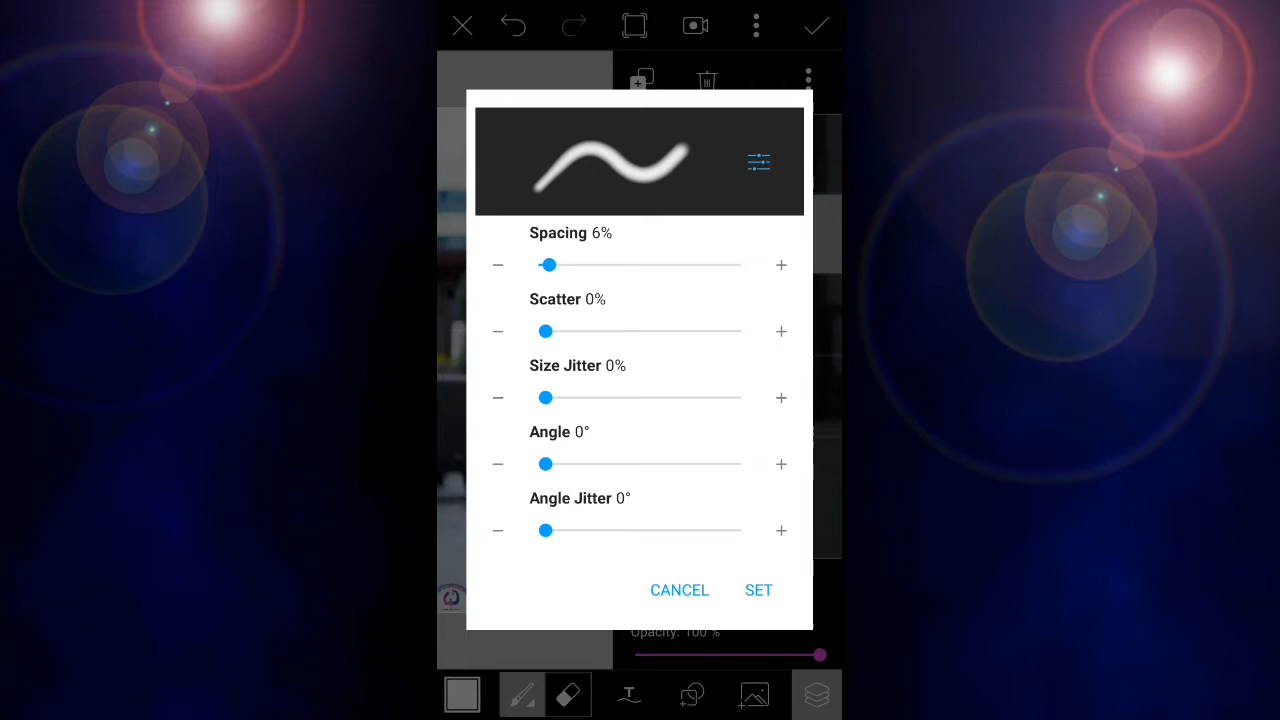 Spacing 6%
Scatter 0%
Size Jitter 0%
Angle 0°
Angle Jitter 0°
CANCEL SET
Opacity: 100 %